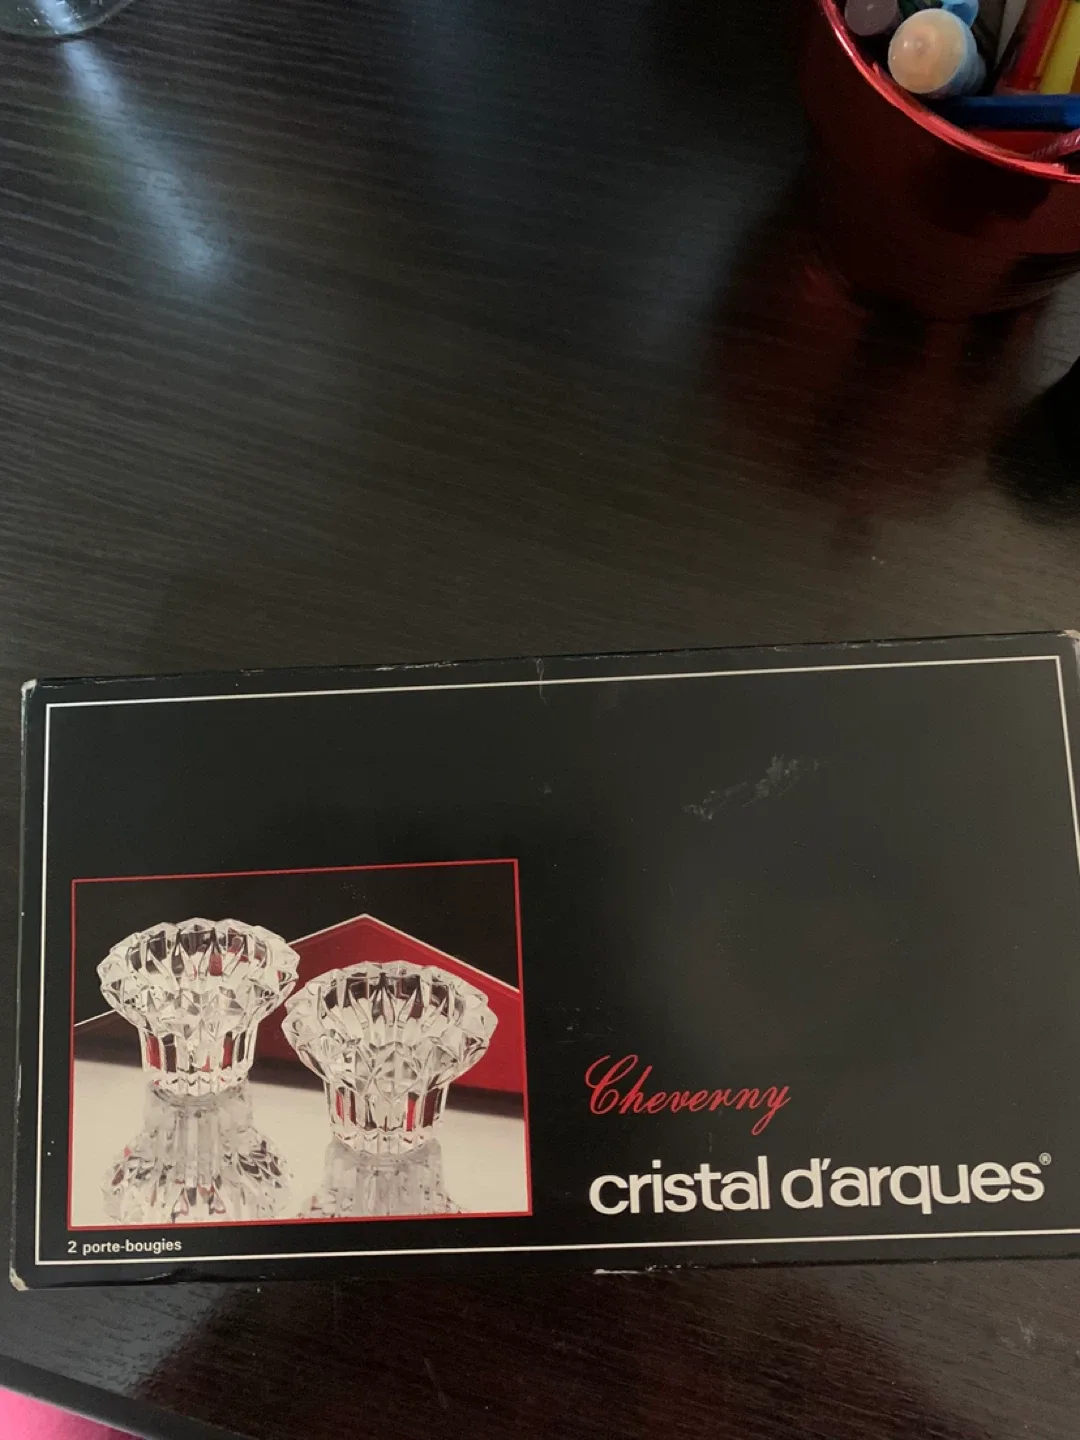 Cheverny
cristal d'arques®
2 porte-bougies